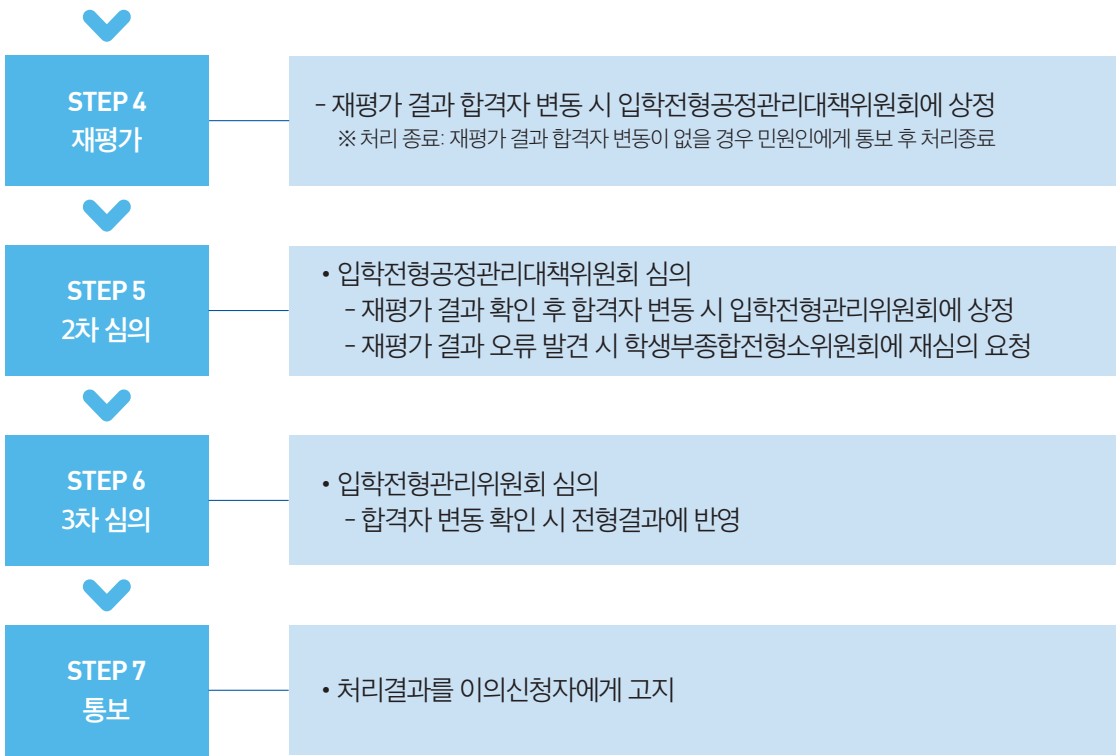 STEP 4
재평가
- 재평가 결과 합격자 변동 시 입학전형공정관리대책위원회에 상정
※ 처리 종료: 재평가 결과 합격자 변동이 없을 경우 민원인에게 통보 후 처리종료
STEP 5
2차 심의
• 입학전형공정관리대책위원회 심의
- 재평가 결과 확인 후 합격자 변동 시 입학전형관리위원회에 상정
- 재평가 결과 오류 발견 시 학생부종합전형소위원회에 재심의 요청
STEP 6
3차 심의
• 입학전형관리위원회 심의
- 합격자 변동 확인 시 전형결과에 반영
STEP 7
통보
• 처리결과를 이의신청자에게 고지